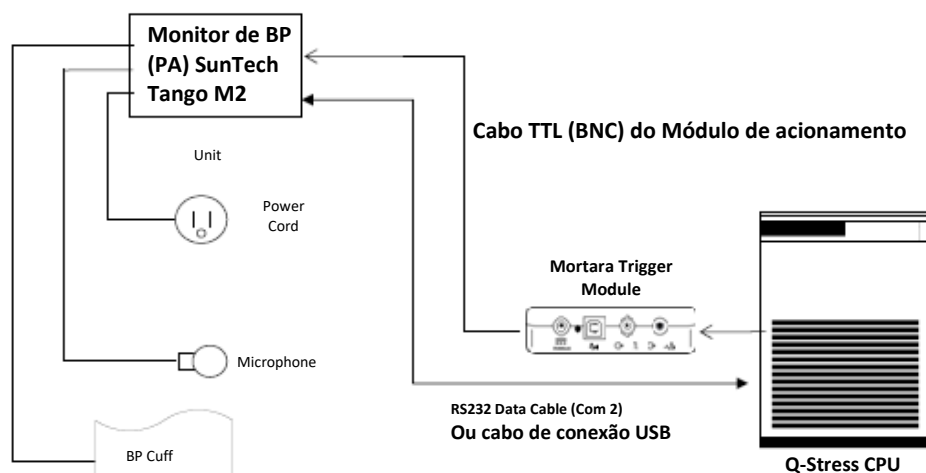 Monitor de BP
(PA) SunTech
Tango M2
Cabo TTL (BNC) do Módulo de acionamento
Unit
Power
Cord
Mortara Trigger
Module
Microphone
RS232 Data Cable (Com 2)
Ou cabo de conexão USB
BP Cuff
Q-Stress CPU